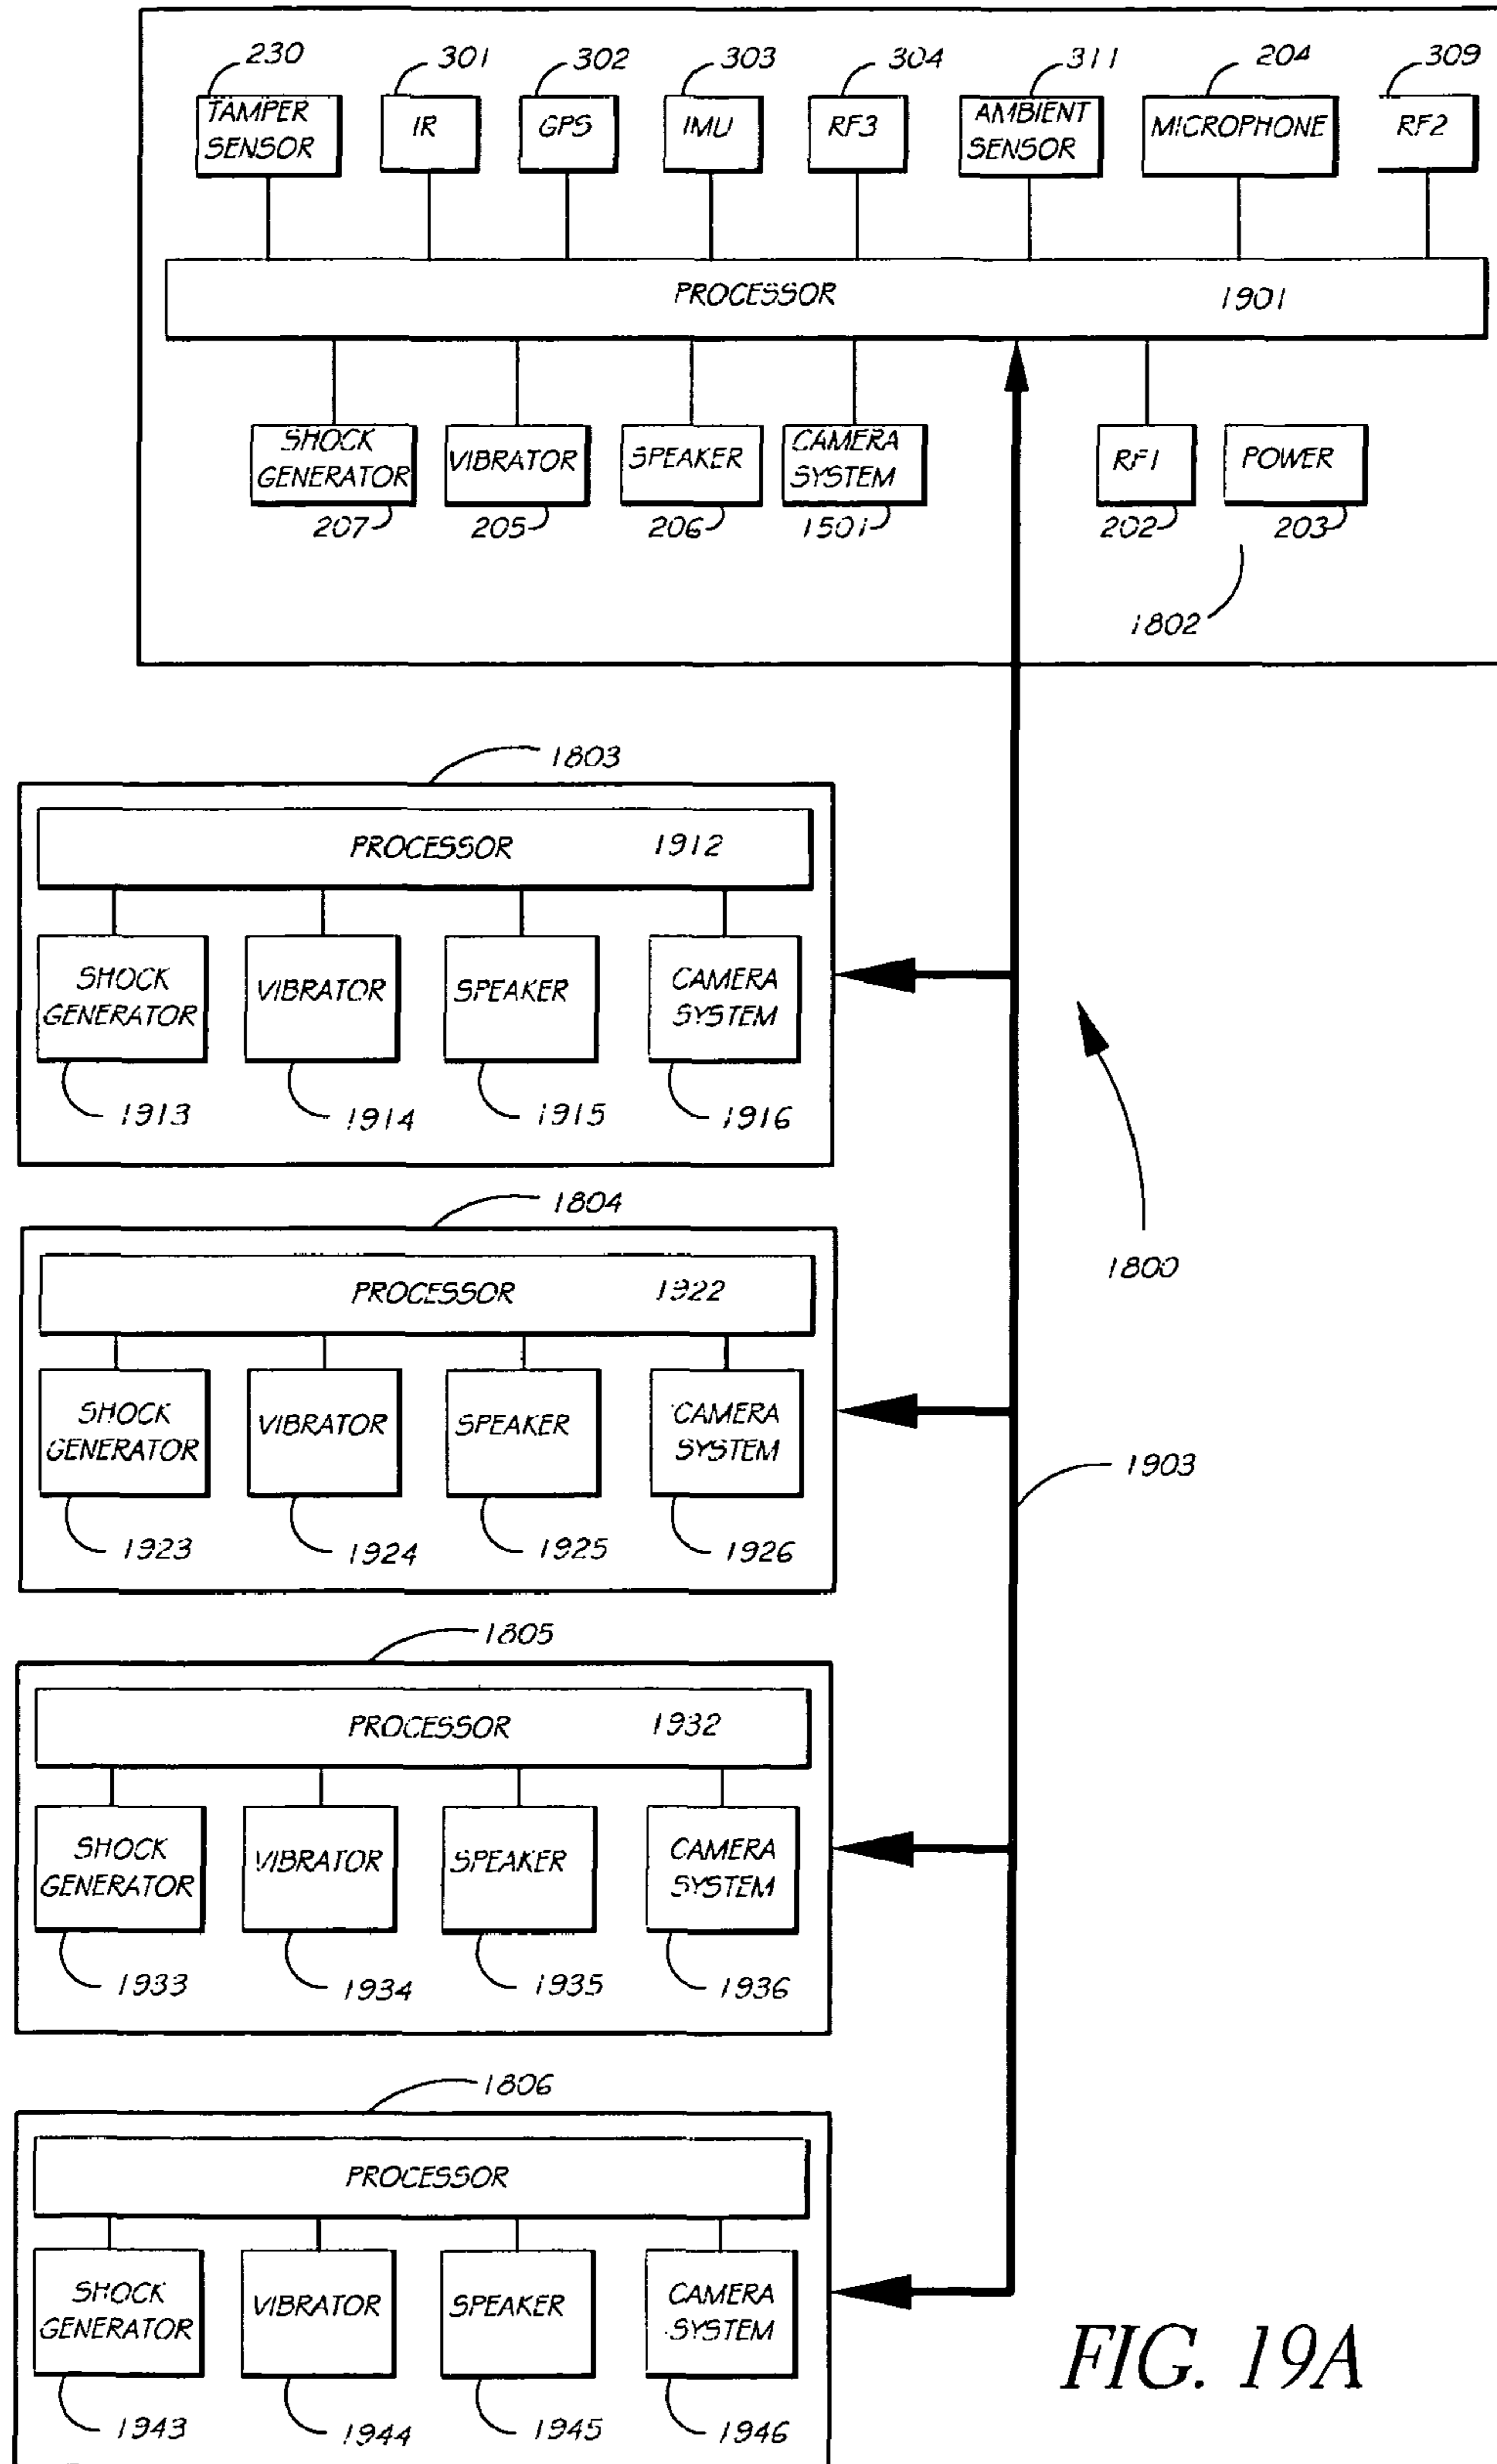 230 301 302 303 304 311 204 309
TAMPER SENSOR IR GPS IMU RF3 AMBIENT SENSOR MICROPHONE RF2
PROCESSOR 1901
SHOCK GENERATOR VIBRATOR SPEAKER CAMERA SYSTEM RF1 POWER
207 205 206 1501 202 203
1802
1803
PROCESSOR 1912
SHOCK GENERATOR VIBRATOR SPEAKER CAMERA SYSTEM
1913 1914 1915 1916
1804
1800
PROCESSOR 1922
SHOCK GENERATOR VIBRATOR SPEAKER CAMERA SYSTEM
1903
1923 1924 1925 1926
1805
PROCESSOR 1932
SHOCK GENERATOR VIBRATOR SPEAKER CAMERA SYSTEM
1933 1934 1935 1936
1806
PROCESSOR
SHOCK GENERATOR VIBRATOR SPEAKER CAMERA SYSTEM
1943 1944 1945 1946
FIG. 19A